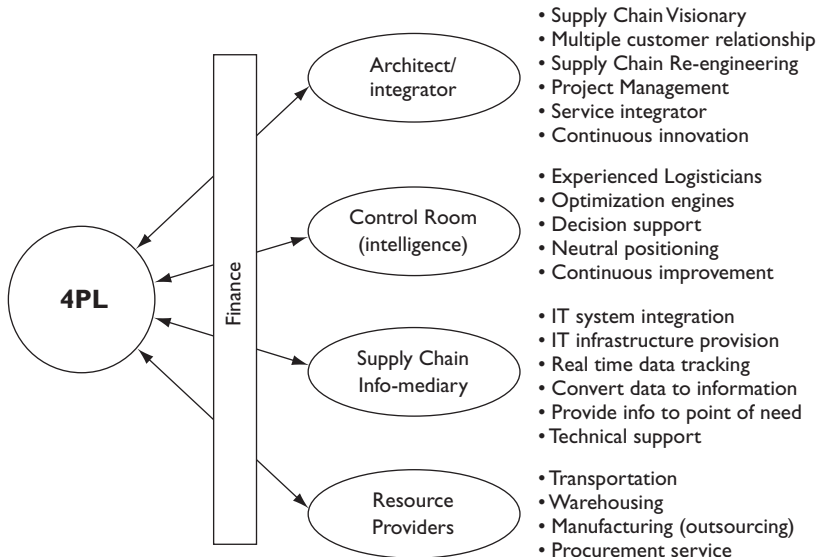 4PL
Finance
Architect/
integrator
• Supply Chain Visionary
• Multiple customer relationship
• Supply Chain Re-engineering
• Project Management
• Service integrator
• Continuous innovation
Control Room
(intelligence)
• Experienced Logisticians
• Optimization engines
• Decision support
• Neutral positioning
• Continuous improvement
Supply Chain
Info-mediary
• IT system integration
• IT infrastructure provision
• Real time data tracking
• Convert data to information
• Provide info to point of need
• Technical support
Resource
Providers
• Transportation
• Warehousing
• Manufacturing (outsourcing)
• Procurement service